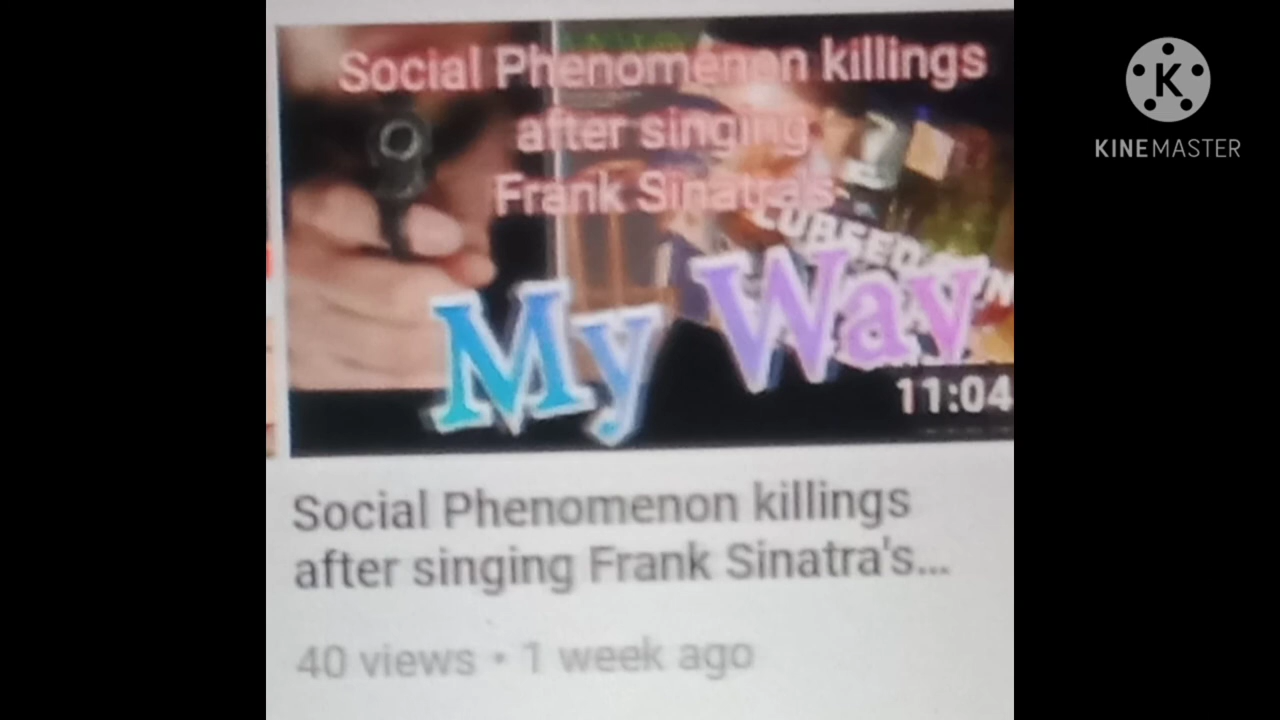 Social Phenomenon killings
after singing
Frank Sinatra's
CURSED
My Way
11:04
Social Phenomenon killings
after singing Frank Sinatra's...
40 views • 1 week ago
K
KINEMASTER